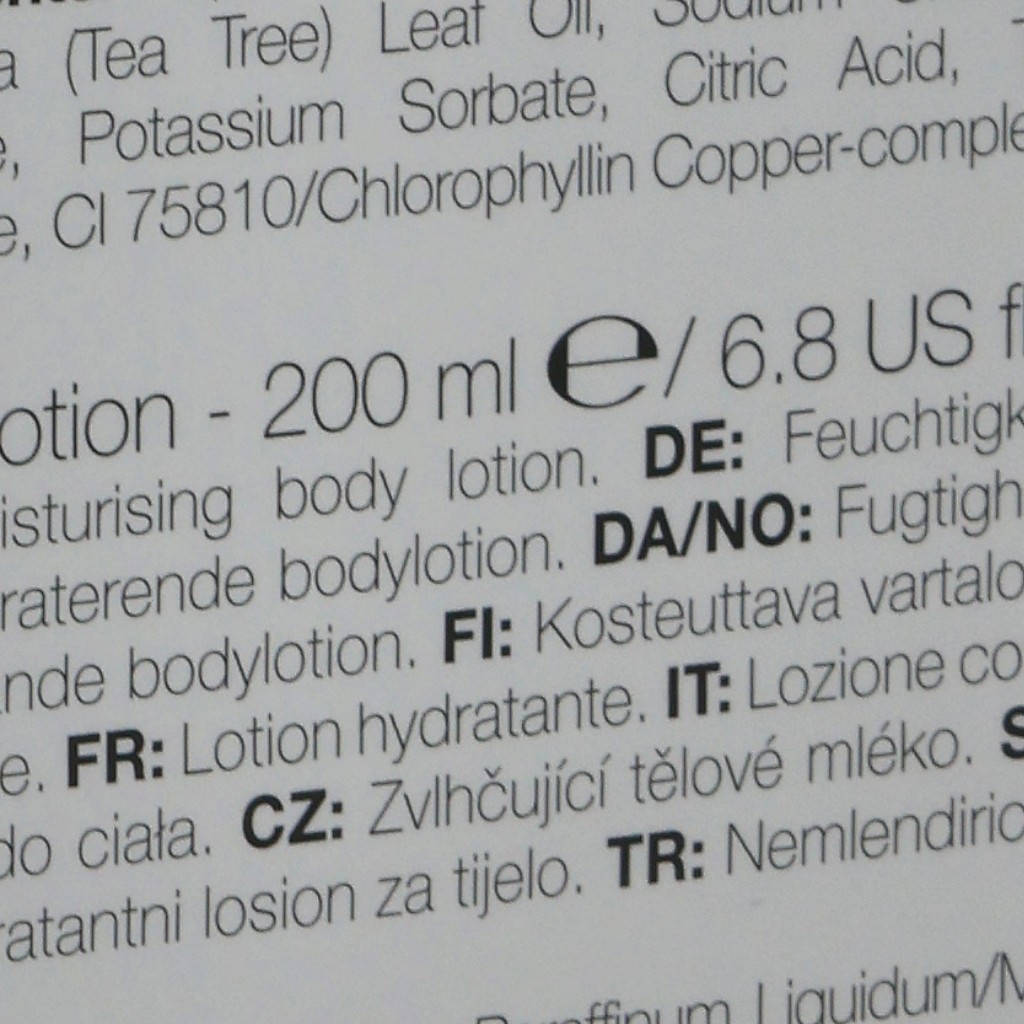 (Tea Tree) Leaf Oil,
Potassium Sorbate, Citric Acid,
e, CI 75810/Chlorophyllin Copper-comple
otion - 200 ml e/ 6.8 US fl
isturising body lotion. DE: Feuchtigk
raterende bodylotion. DA/NO: Fugtigh
nde bodylotion. FI: Kosteuttava vartalo
e. FR: Lotion hydratante. IT: Lozione co
do ciała. CZ: Zvlhčující tělové mléko. S
ratantni losion za tijelo. TR: Nemlendiric
Liquidum/M